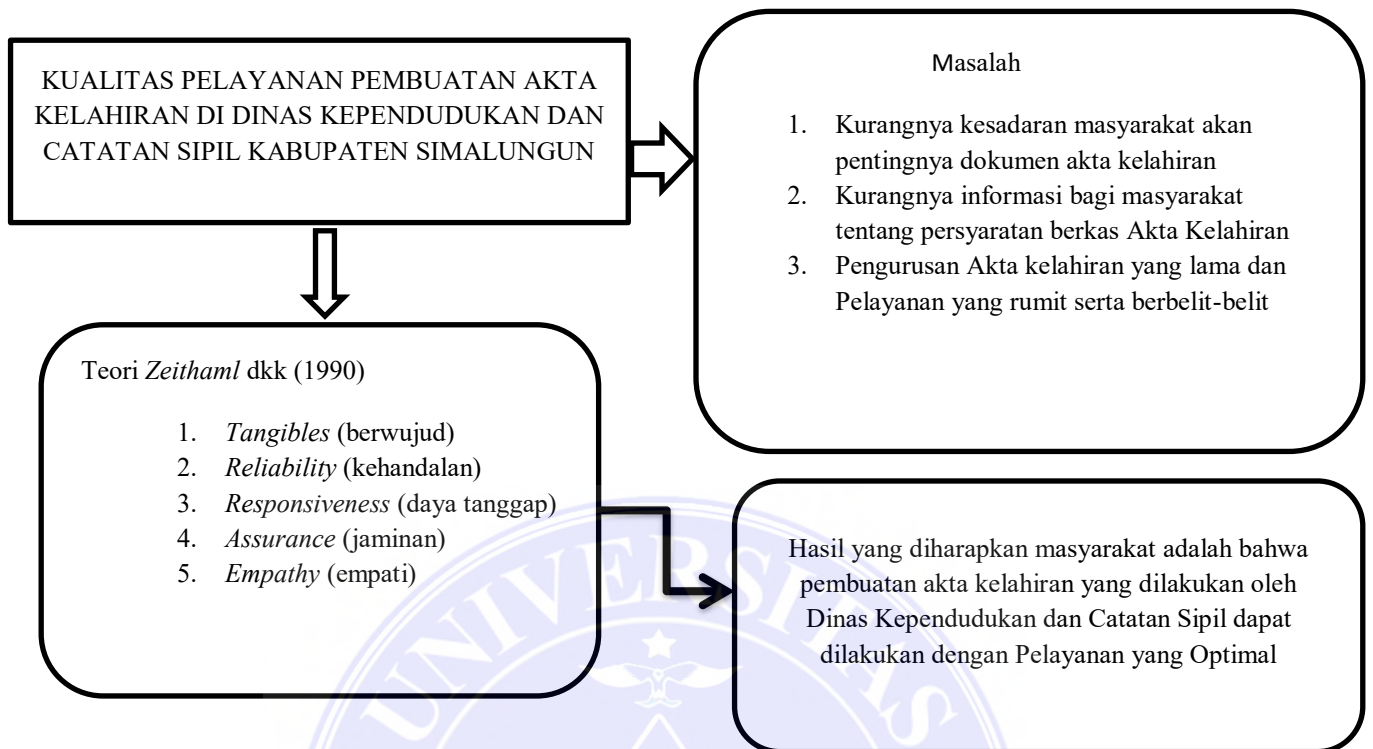 KUALITAS PELAYANAN PEMBUATAN AKTA
KELAHIRAN DI DINAS KEPENDUDUKAN DAN
CATATAN SIPIL KABUPATEN SIMALUNGUN
Masalah
1. Kurangnya kesadaran masyarakat akan
pentingnya dokumen akta kelahiran
2. Kurangnya informasi bagi masyarakat
tentang persyaratan berkas Akta Kelahiran
3. Pengurusan Akta kelahiran yang lama dan
Pelayanan yang rumit serta berbelit-belit
Teori Zeithaml dkk (1990)
1. Tangibles (berwujud)
2. Reliability (kehandalan)
3. Responsiveness (daya tanggap)
4. Assurance (jaminan)
5. Empathy (empati)
Hasil yang diharapkan masyarakat adalah bahwa
pembuatan akta kelahiran yang dilakukan oleh
Dinas Kependudukan dan Catatan Sipil dapat
dilakukan dengan Pelayanan yang Optimal
UNIVERSITAS